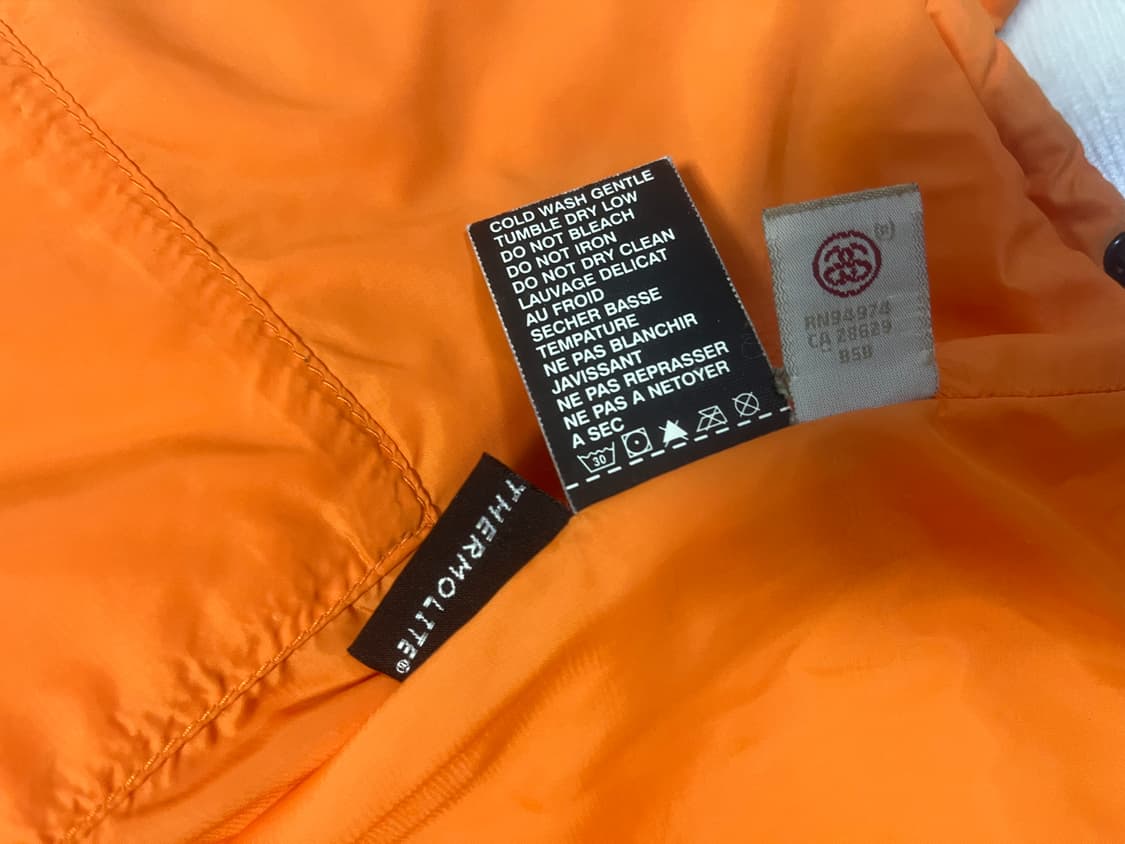 COLD WASH GENTLE
TUMBLE DRY LOW
DO NOT BLEACH
DO NOT IRON
DO NOT DRY CLEAN
LAUVAGE DELICAT
AU FROID
SECHER BASSE
TEMPATURE
NE PAS BLANCHIR
JAVISSANT
NE PAS REPRASSER
NE PAS A NETOYER
A SEC
30
(R)
RN94974
CA 28629
THERMOLITE®